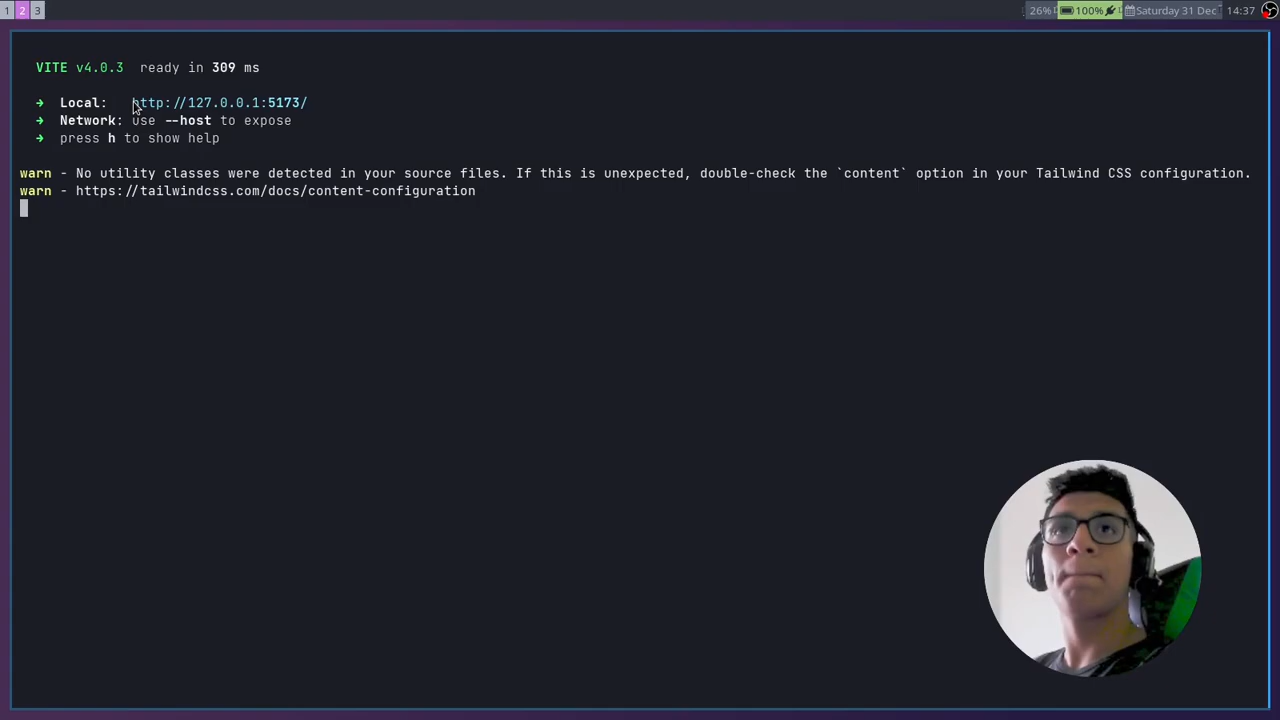 1 2 3
26% 100% Saturday 31 Dec 14:37
VITE v4.0.3 ready in 309 ms
➜ Local: http://127.0.0.1:5173/
➜ Network: use --host to expose
➜ press h to show help
warn - No utility classes were detected in your source files. If this is unexpected, double-check the `content` option in your Tailwind CSS configuration.
warn - https://tailwindcss.com/docs/content-configuration